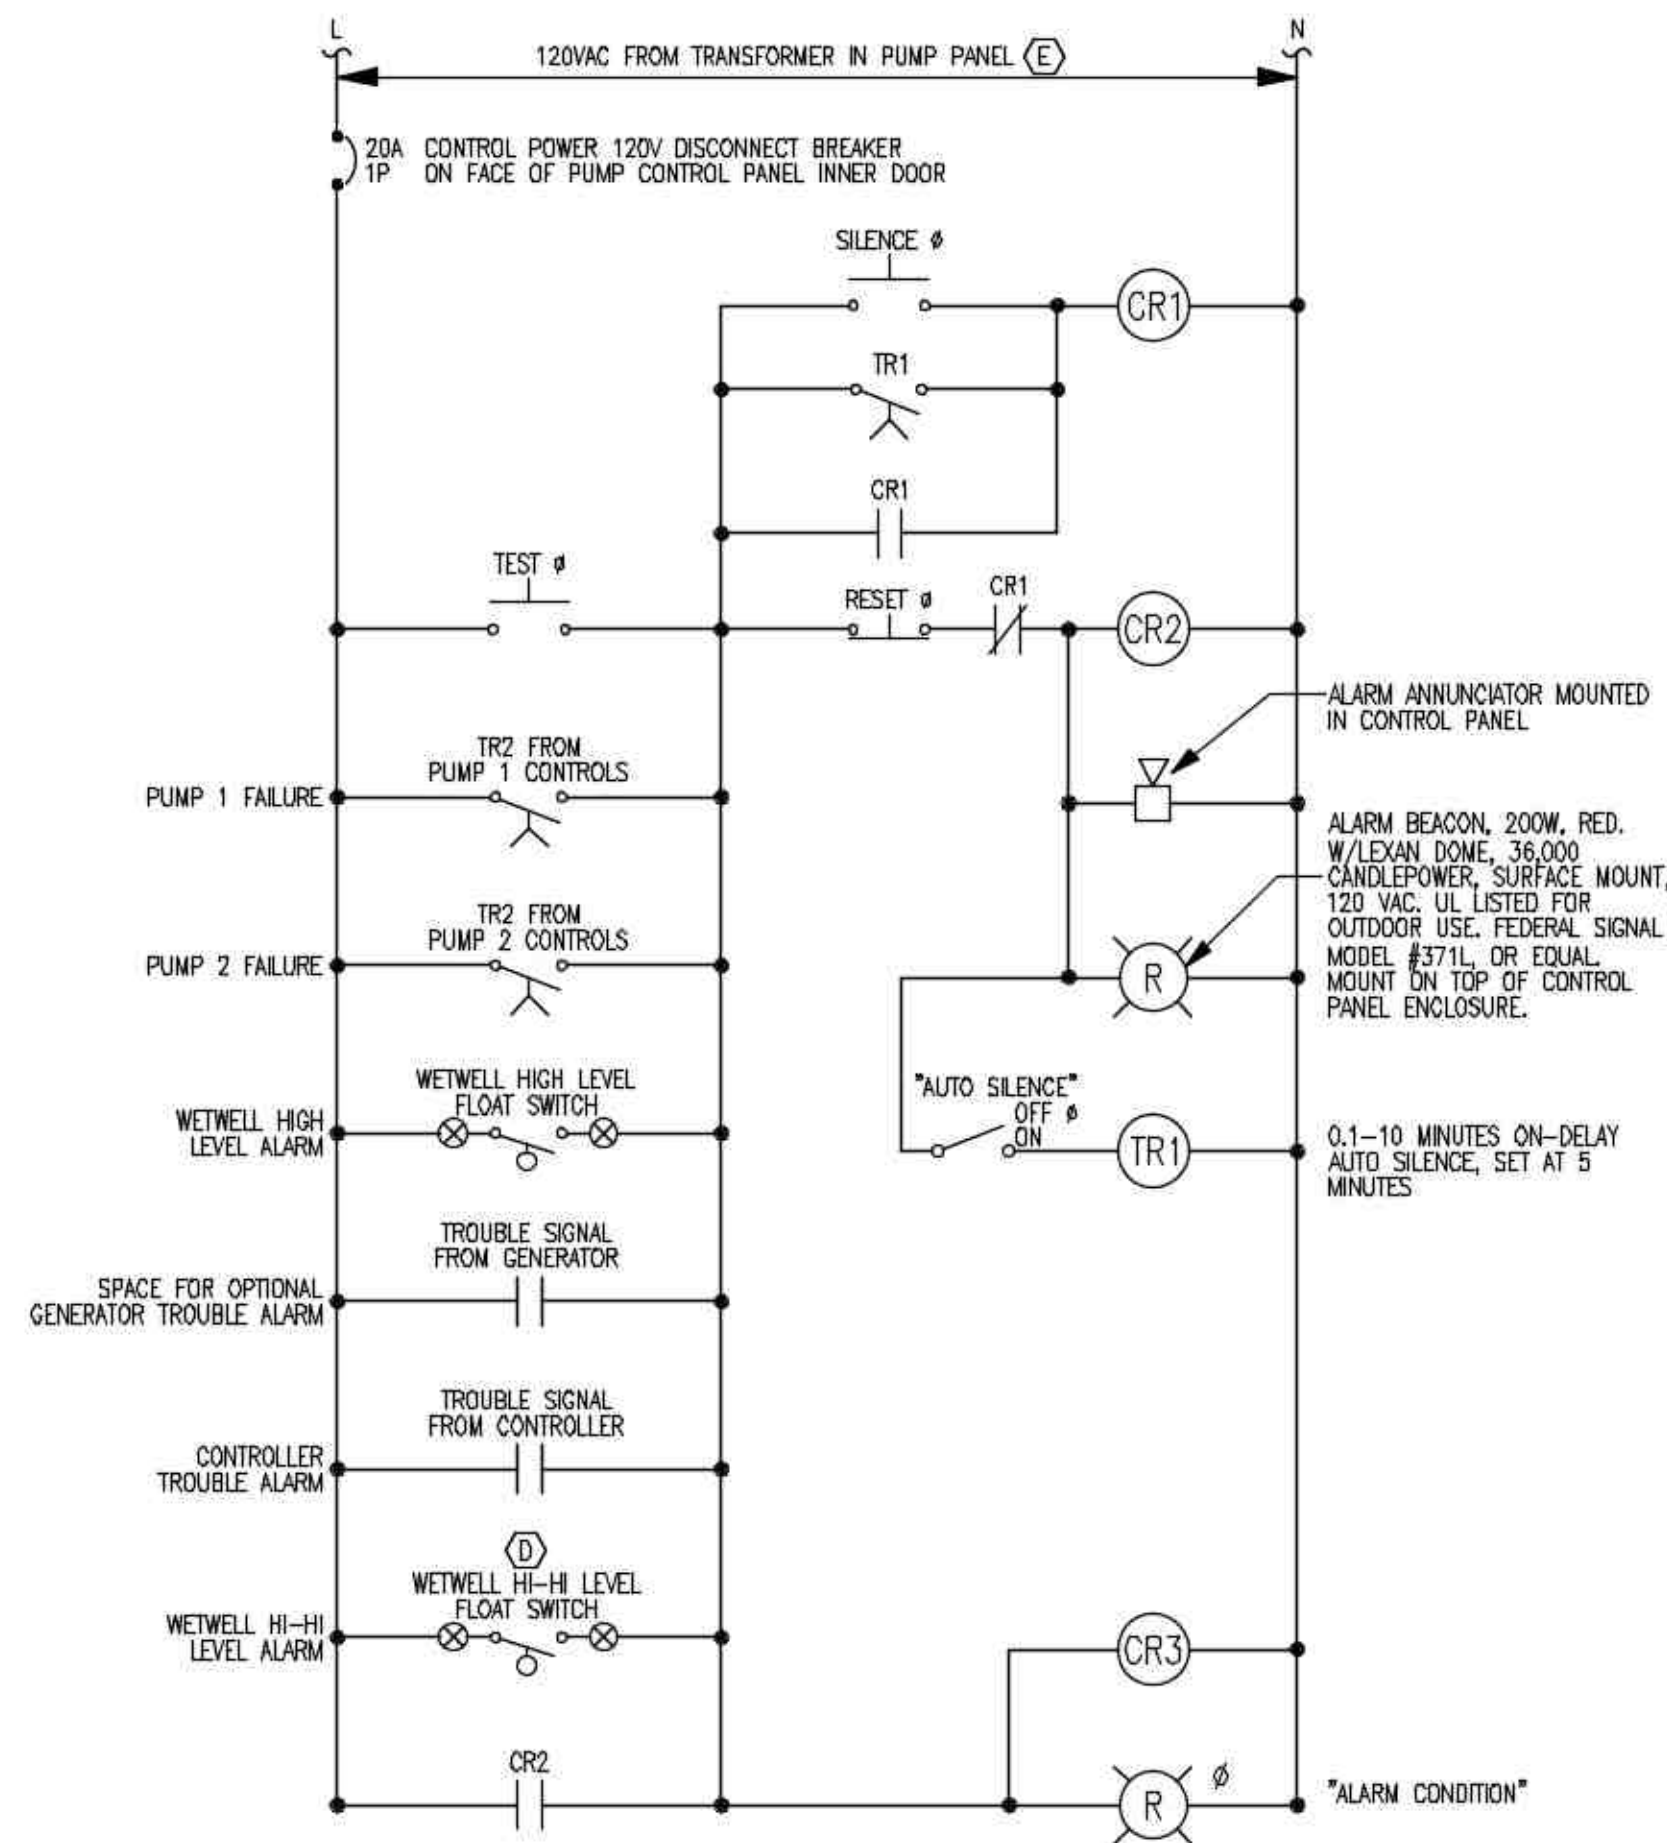 L
N
120VAC FROM TRANSFORMER IN PUMP PANEL E
20A CONTROL POWER 120V DISCONNECT BREAKER
1P ON FACE OF PUMP CONTROL PANEL INNER DOOR
SILENCE ø
CR1
TR1
CR1
TEST ø
RESET ø
CR1
CR2
ALARM ANNUNCIATOR MOUNTED
IN CONTROL PANEL
TR2 FROM
PUMP 1 CONTROLS
PUMP 1 FAILURE
ALARM BEACON, 200W, RED.
W/LEXAN DOME, 36,000
CANDLEPOWER, SURFACE MOUNT,
120 VAC. UL LISTED FOR
OUTDOOR USE. FEDERAL SIGNAL
MODEL #371L, OR EQUAL.
MOUNT ON TOP OF CONTROL
PANEL ENCLOSURE.
TR2 FROM
PUMP 2 CONTROLS
PUMP 2 FAILURE
R
WETWELL HIGH LEVEL
FLOAT SWITCH
WETWELL HIGH
LEVEL ALARM
"AUTO SILENCE"
OFF ø
ON
TR1
0.1-10 MINUTES ON-DELAY
AUTO SILENCE, SET AT 5
MINUTES
TROUBLE SIGNAL
FROM GENERATOR
SPACE FOR OPTIONAL
GENERATOR TROUBLE ALARM
TROUBLE SIGNAL
FROM CONTROLLER
CONTROLLER
TROUBLE ALARM
D
WETWELL HI-HI LEVEL
FLOAT SWITCH
WETWELL HI-HI
LEVEL ALARM
CR3
CR2
R
ø
"ALARM CONDITION"